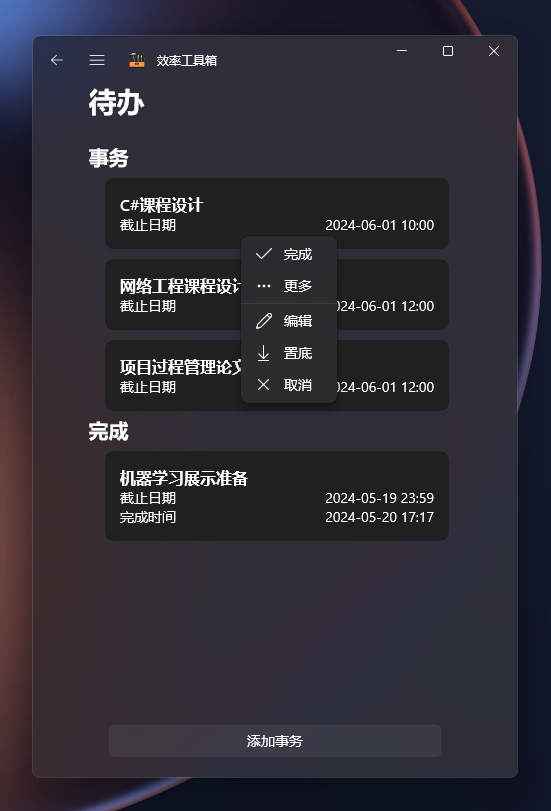 效率工具箱
待办
事务
C#课程设计
截止日期 2024-06-01 10:00
网络工程课程设计
截止日期 2024-06-01 12:00
项目过程管理论文
截止日期 2024-06-01 12:00
完成
更多
编辑
置底
取消
完成
机器学习展示准备
截止日期 2024-05-19 23:59
完成时间 2024-05-20 17:17
添加事务